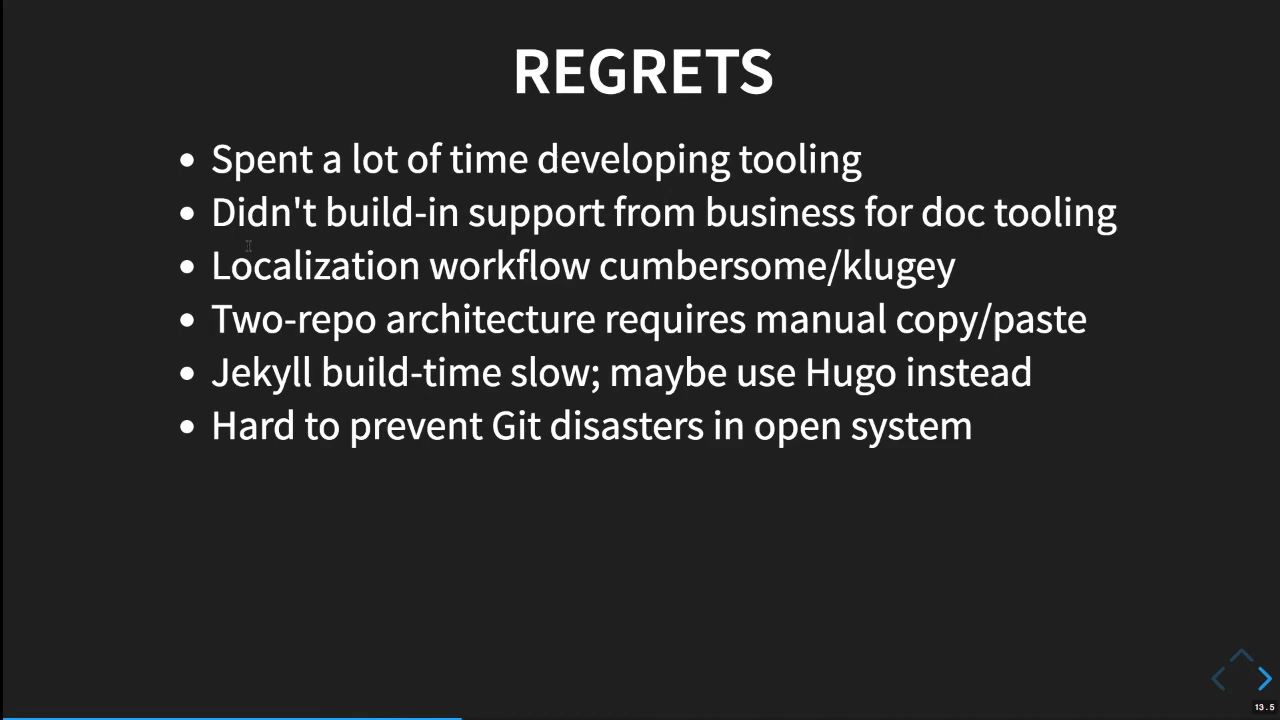 REGRETS
• Spent a lot of time developing tooling
• Didn't build-in support from business for doc tooling
• Localization workflow cumbersome/klugey
• Two-repo architecture requires manual copy/paste
• Jekyll build-time slow; maybe use Hugo instead
• Hard to prevent Git disasters in open system
13.5